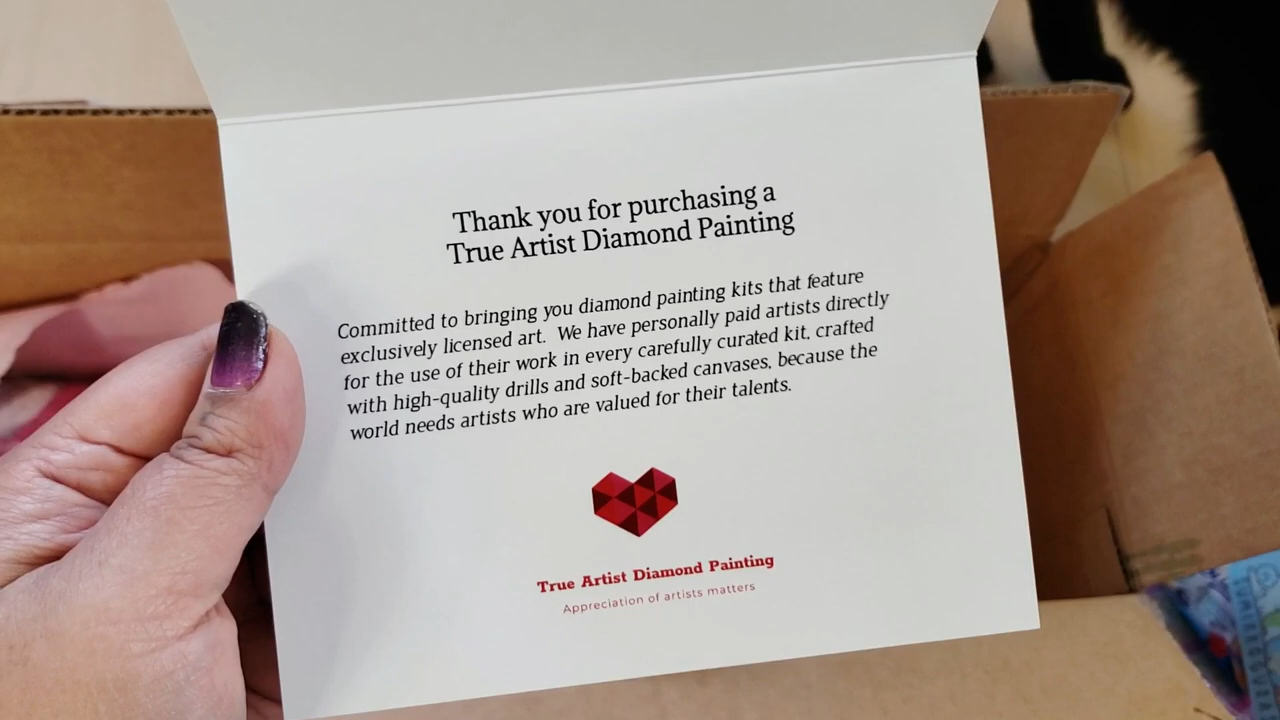 Thank you for purchasing a
True Artist Diamond Painting
Committed to bringing you diamond painting kits that feature
exclusively licensed art.  We have personally paid artists directly
for the use of their work in every carefully curated kit, crafted
with high-quality drills and soft-backed canvases, because the
world needs artists who are valued for their talents.
True Artist Diamond Painting
Appreciation of artists matters